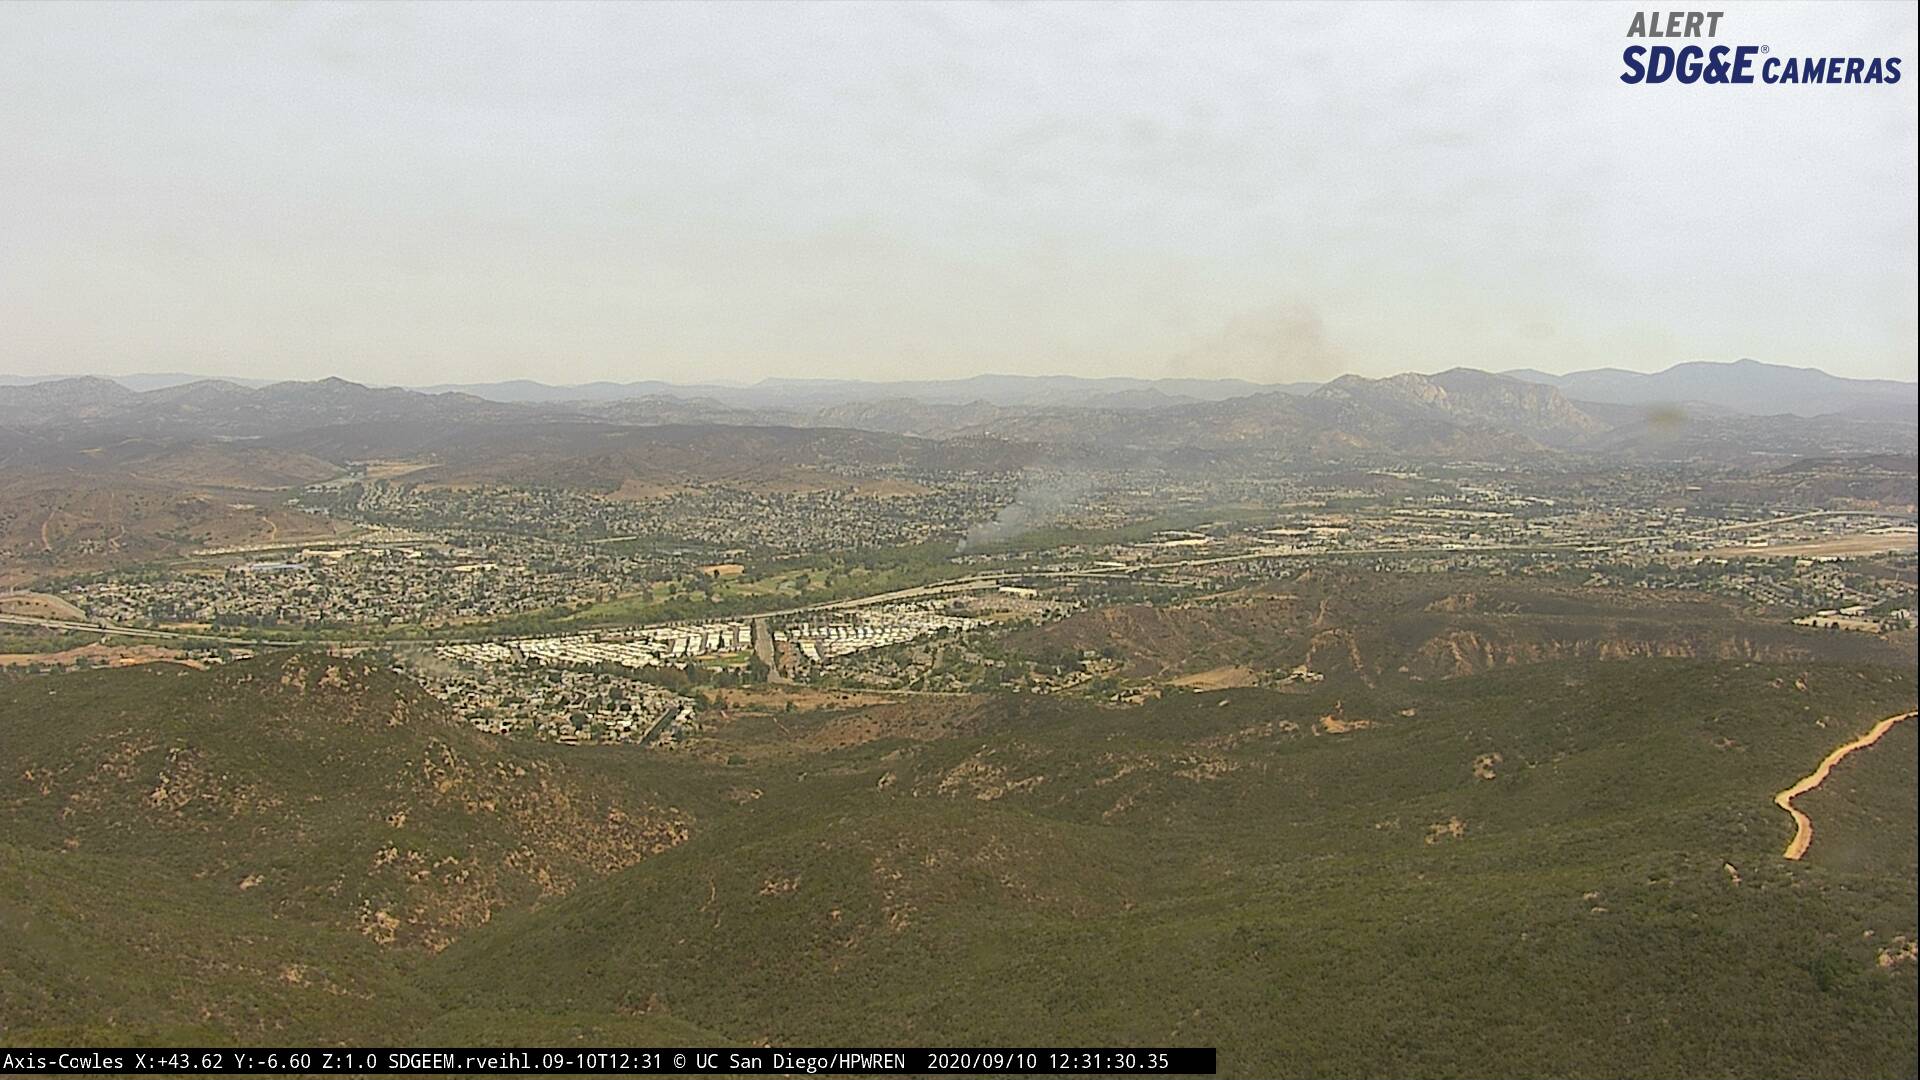 ALERT
SDG&E® CAMERAS
Axis-Cowles X:+43.62 Y:-6.60 Z:1.0 SDGEEM.rveihl.09-10T12:31 © UC San Diego/HPWREN 2020/09/10 12:31:30.35